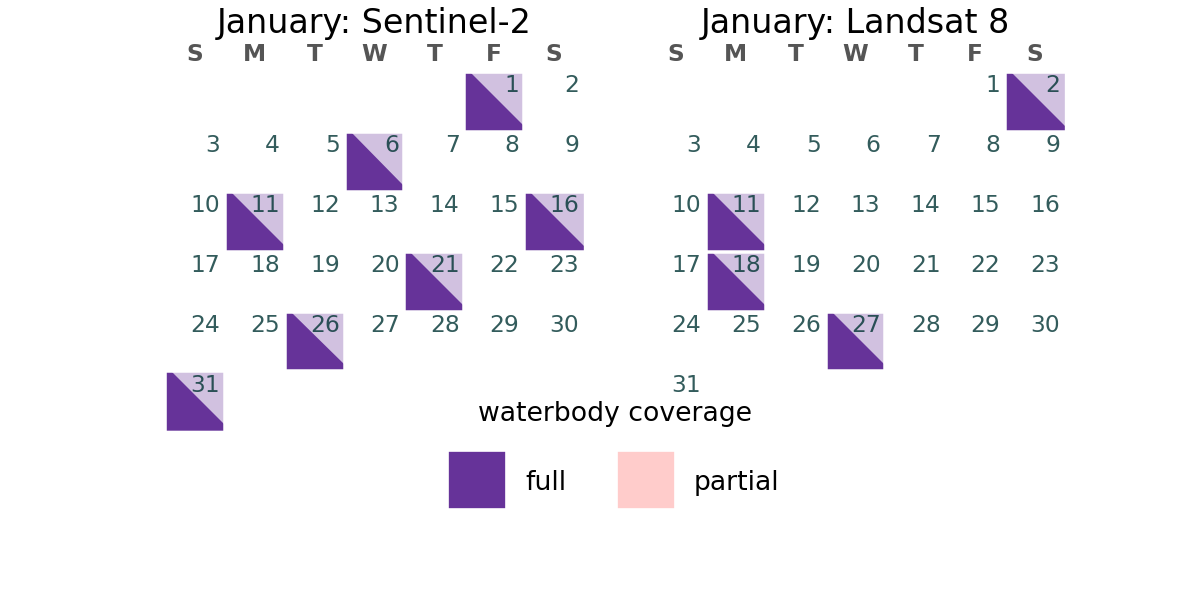 January: Sentinel-2
S M T W T F S
1 2
3 4 5 6 7 8 9
10 11 12 13 14 15 16
17 18 19 20 21 22 23
24 25 26 27 28 29 30
31
January: Landsat 8
S M T W T F S
1 2
3 4 5 6 7 8 9
10 11 12 13 14 15 16
17 18 19 20 21 22 23
24 25 26 27 28 29 30
31
waterbody coverage
full partial